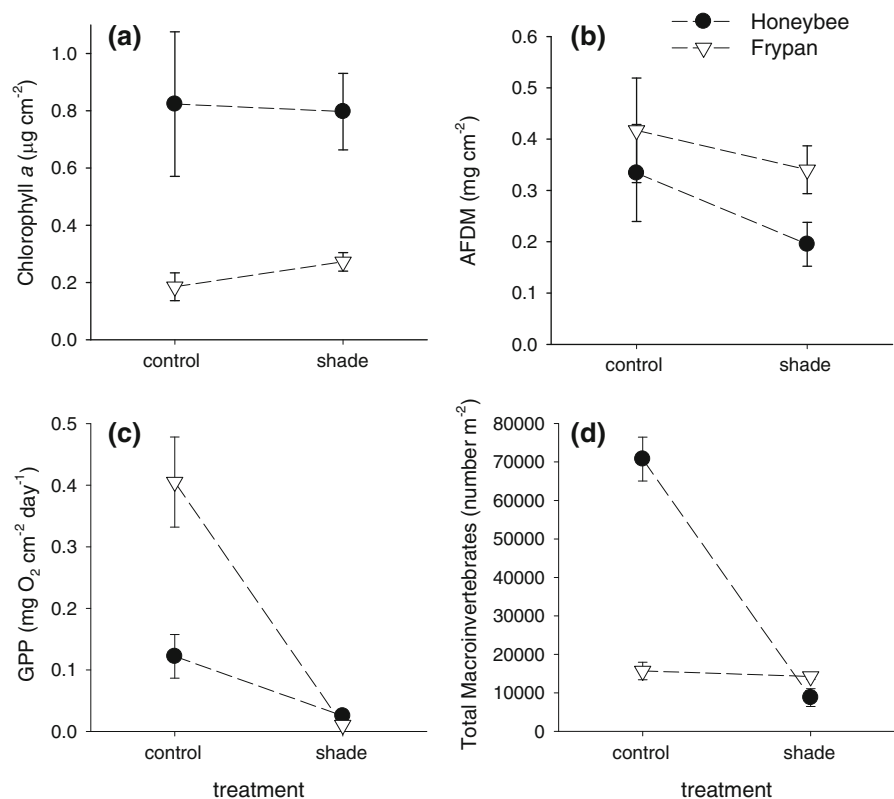 Honeybee
Frypan
(a)
Chlorophyll a (µg cm-2)
1.0
0.8
0.6
0.4
0.2
0.0
control
shade
(b)
AFDM (mg cm-2)
0.6
0.5
0.4
0.3
0.2
0.1
0.0
control
shade
(c)
GPP (mg O2 cm-2 day-1)
0.5
0.4
0.3
0.2
0.1
0.0
control
shade
treatment
(d)
Total Macroinvertebrates (number m-2)
80000
70000
60000
50000
40000
30000
20000
10000
0
control
shade
treatment